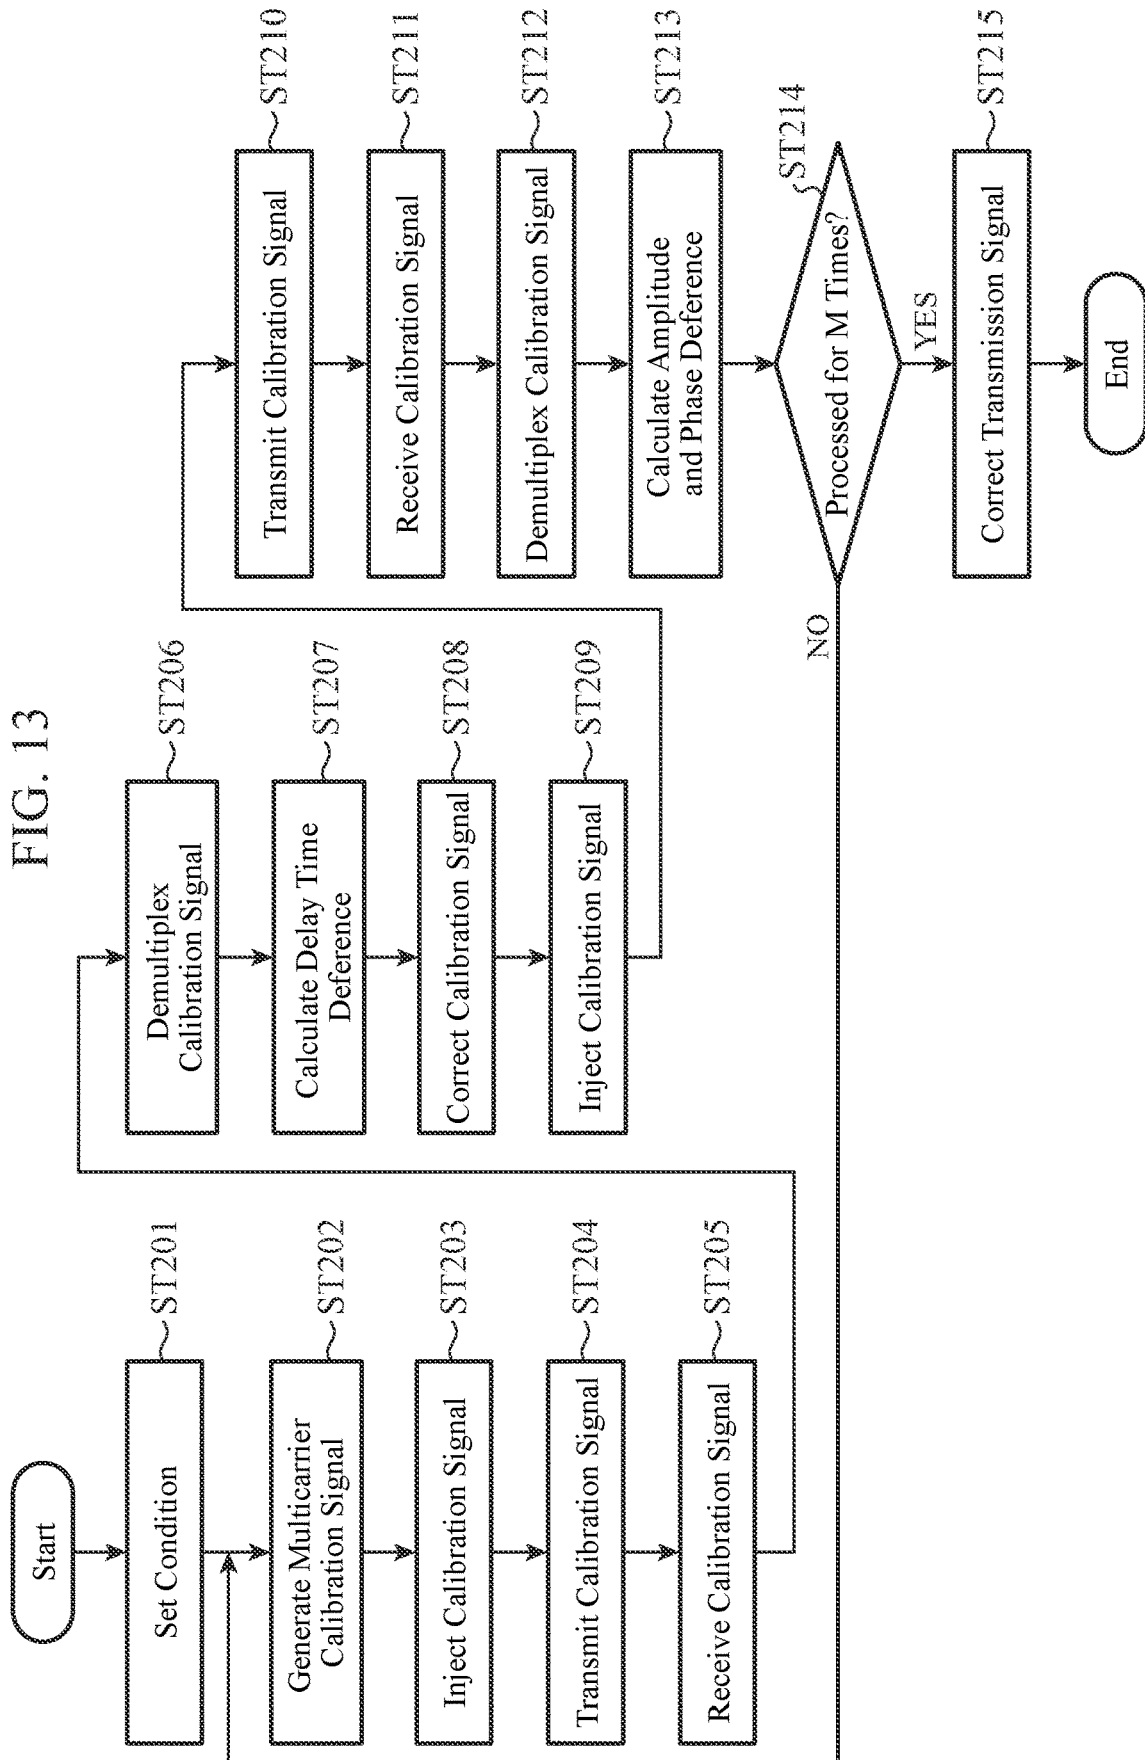 FIG. 13
Start
Set Condition
ST201
Generate Multicarrier
Calibration Signal
ST202
Inject Calibration Signal
ST203
Transmit Calibration Signal
ST204
Receive Calibration Signal
ST205
Demultiplex
Calibration Signal
ST206
Calculate Delay Time
Deference
ST207
Correct Calibration Signal
ST208
Inject Calibration Signal
ST209
Transmit Calibration Signal
ST210
Receive Calibration Signal
ST211
Demultiplex Calibration Signal
ST212
Calculate Amplitude
and Phase Deference
ST213
Processed for M Times?
ST214
NO
YES
Correct Transmission Signal
ST215
End